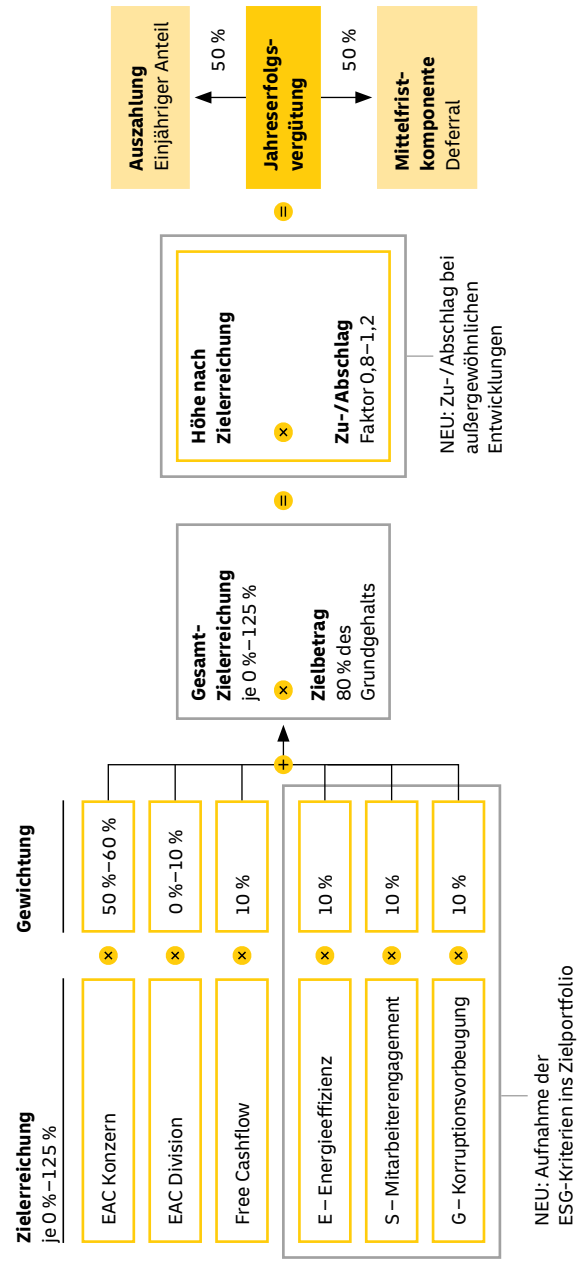 Zielerreichung
je 0 %–125 %
Gewichtung
EAC Konzern
×
50 %–60 %
EAC Division
×
0 %–10 %
Free Cashflow
×
10 %
E – Energieeffizienz
×
10 %
S – Mitarbeiterengagement
×
10 %
G – Korruptionsvorbeugung
×
10 %
NEU: Aufnahme der
ESG-Kriterien ins Zielportfolio
+
Gesamt-
Zielerreichung
je 0 %–125 %
×
Zielbetrag
80 % des
Grundgehalts
=
Höhe nach
Zielerreichung
×
Zu-/Abschlag
Faktor 0,8–1,2
NEU: Zu-/Abschlag bei
außergewöhnlichen
Entwicklungen
=
Auszahlung
Einjähriger Anteil
50 %
Jahreserfolgs-
vergütung
50 %
Mittelfrist-
komponente
Deferral